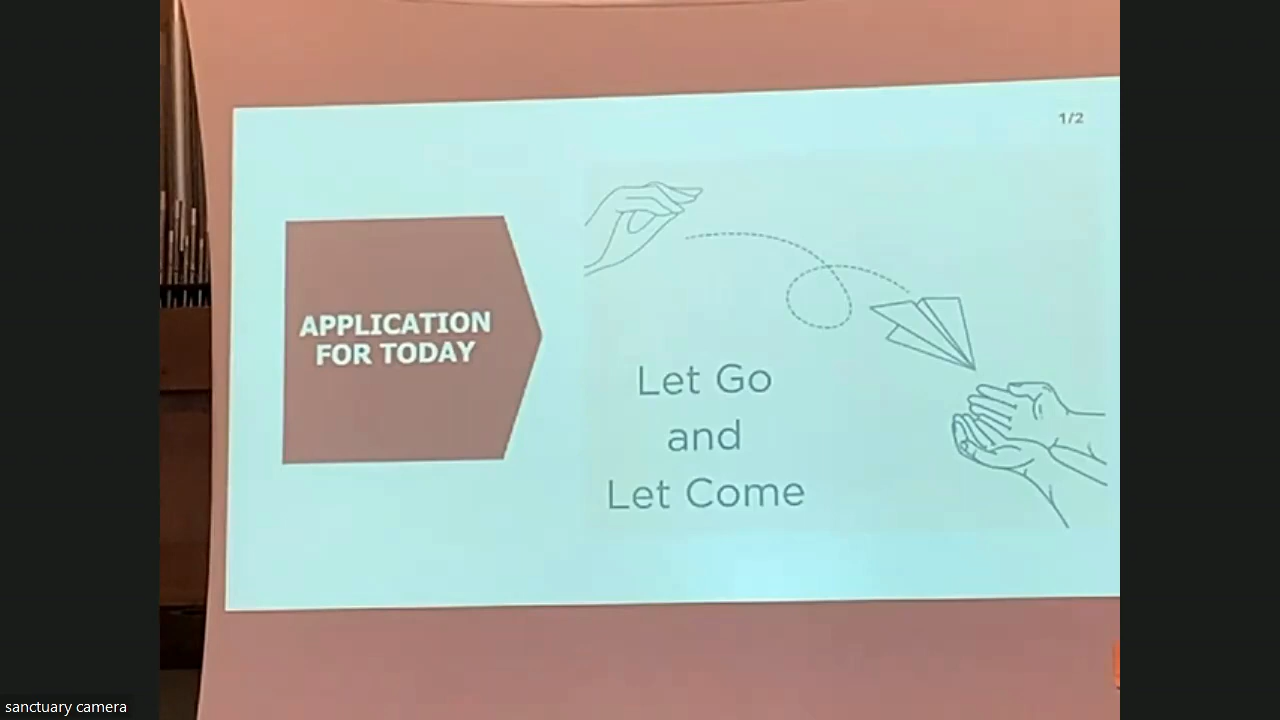 1/2
APPLICATION
FOR TODAY
Let Go
and
Let Come
sanctuary camera